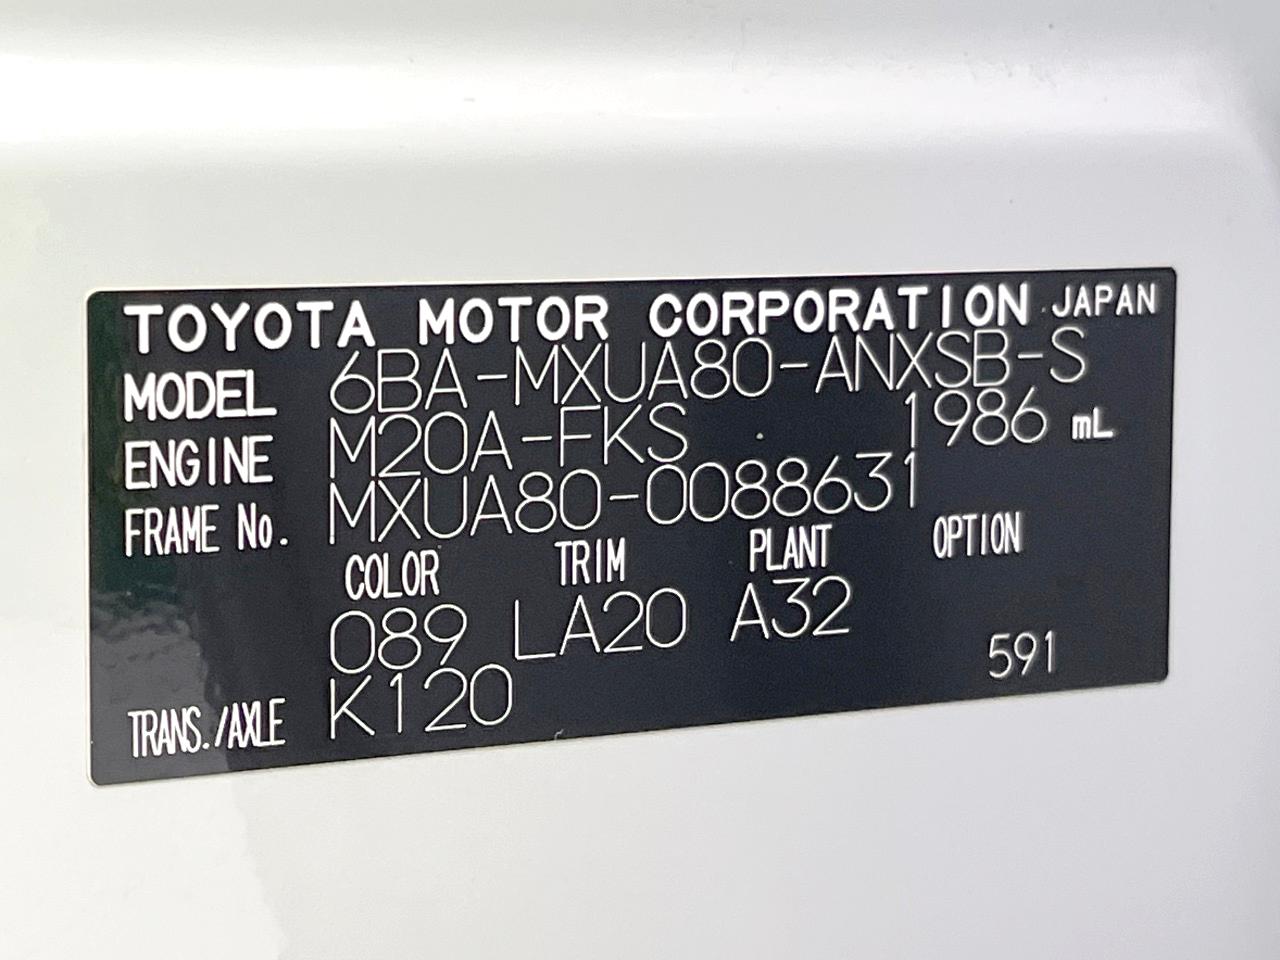 TOYOTA MOTOR CORPORATION JAPAN
MODEL 6BA-MXUA80-ANXSB-S
ENGINE M20A-FKS 1986 mL
FRAME No. MXUA80-0088631
COLOR TRIM PLANT OPTION
089 LA20 A32
591
TRANS./AXLE K120